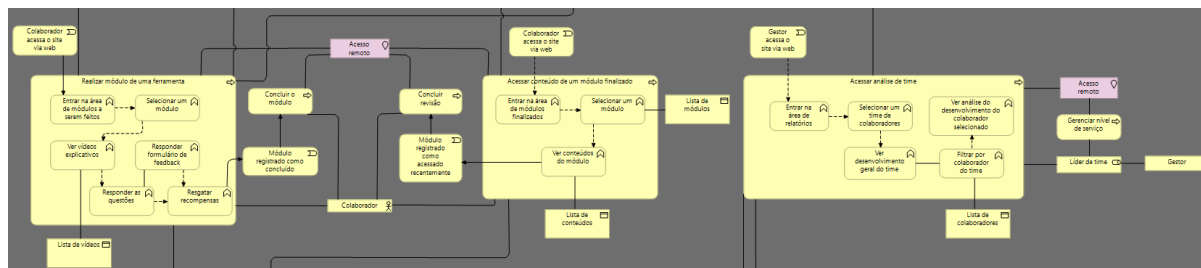 Colaborador
acessa o site
via web
Realizar módulo de uma ferramenta
Entrar na área
de módulos a
serem feitos
Selecionar um
módulo
Ver vídeos
explicativos
Responder
formulário de
feedback
Responder as
questões
Resgatar
recompensas
Lista de vídeos
Acesso
remoto
Concluir o
módulo
Concluir
revisão
Módulo
registrado como
concluído
Módulo
registrado
como
acessado
recentemente
Colaborador
Colaborador
acessa o site
via web
Acessar conteúdo de um módulo finalizado
Entrar na área
de módulos
finalizados
Selecionar um
módulo
Ver conteúdos
do módulo
Lista de
módulos
Lista de
conteúdos
Gestor
acessa o
site via web
Acessar análise de time
Entrar na
área de
relatórios
Selecionar um
time de
colaboradores
Ver análise do
desenvolvimento do
colaborador
selecionado
Ver
desenvolvimento
geral do time
Filtrar por
colaborador
do time
Lista de
colaboradores
Acesso
remoto
Gerenciar nível
de serviço
Líder de time
Gestor